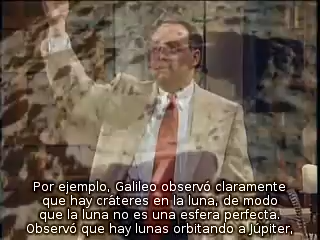 Por ejemplo, Galileo observó claramente
que hay cráteres en la luna, de modo
que la luna no es una esfera perfecta.
Observó que hay lunas orbitando a Júpiter,